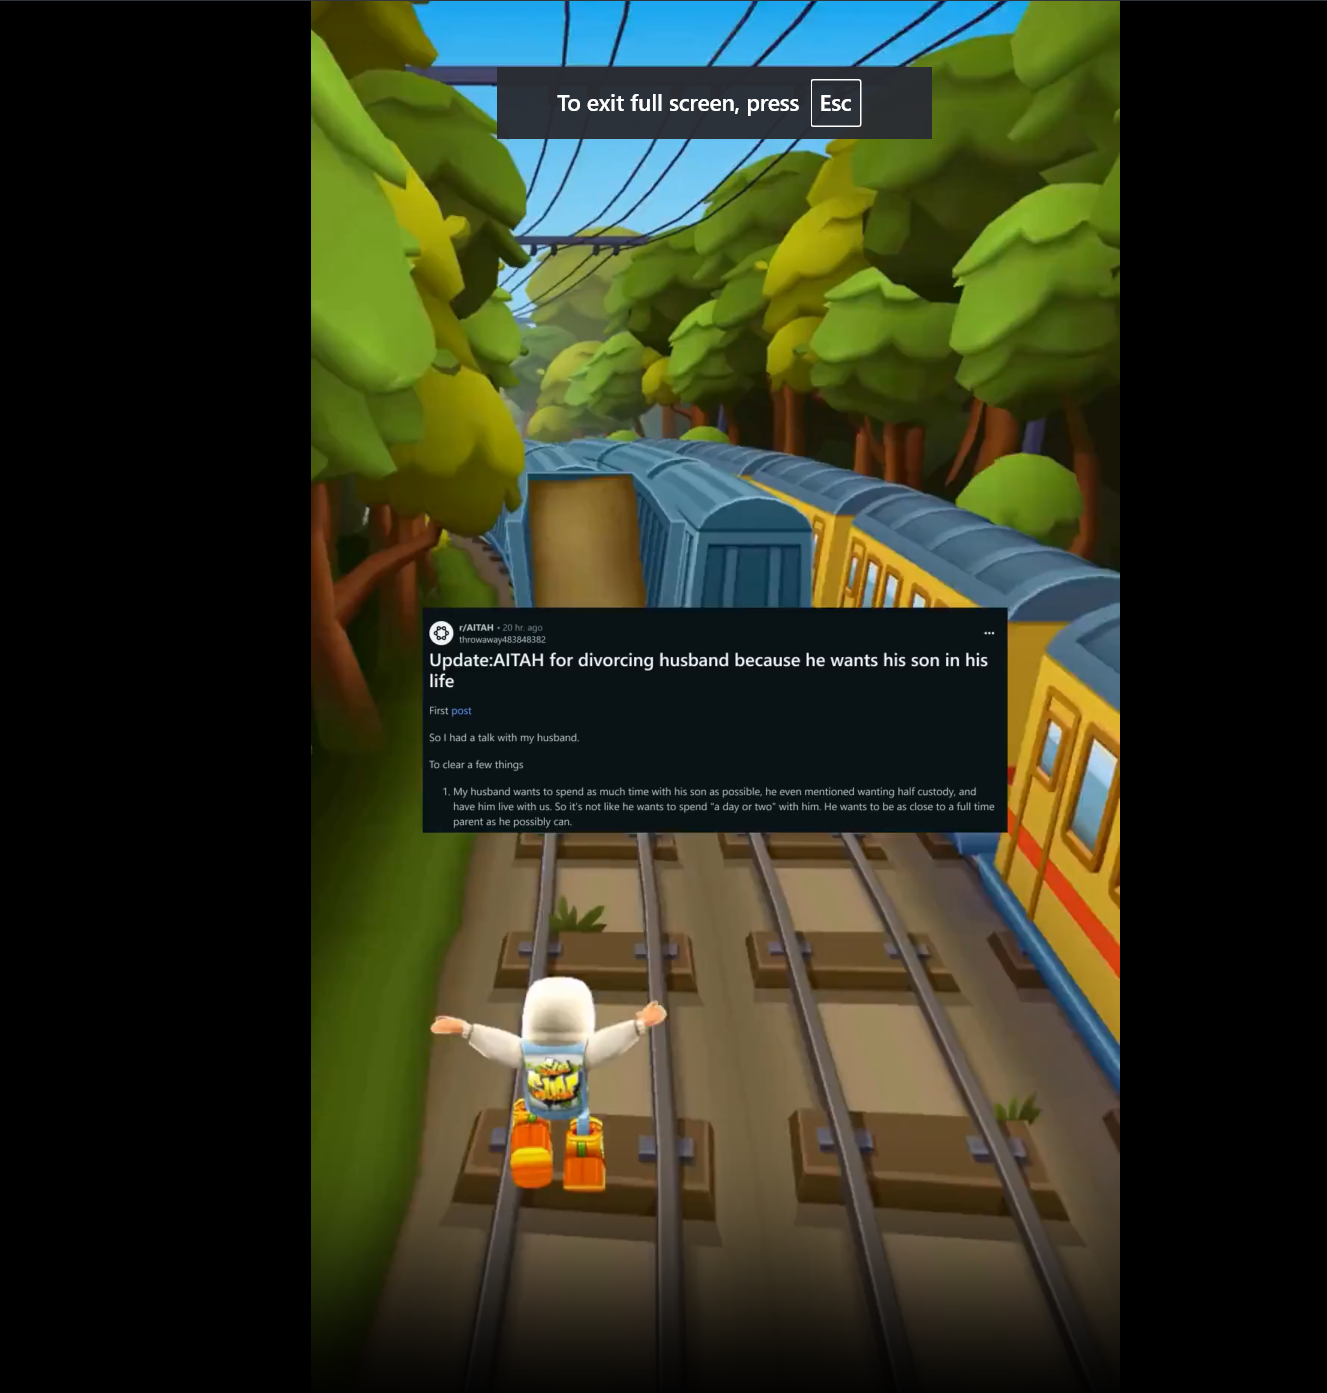 To exit full screen, press Esc
r/AITAH • 20 hr. ago
throwaway483848382
Update:AITAH for divorcing husband because he wants his son in his
life
First post
So I had a talk with my husband.
To clear a few things
1. My husband wants to spend as much time with his son as possible, he even mentioned wanting half custody, and
have him live with us. So it's not like he wants to spend "a day or two" with him. He wants to be as close to a full time
parent as he possibly can.